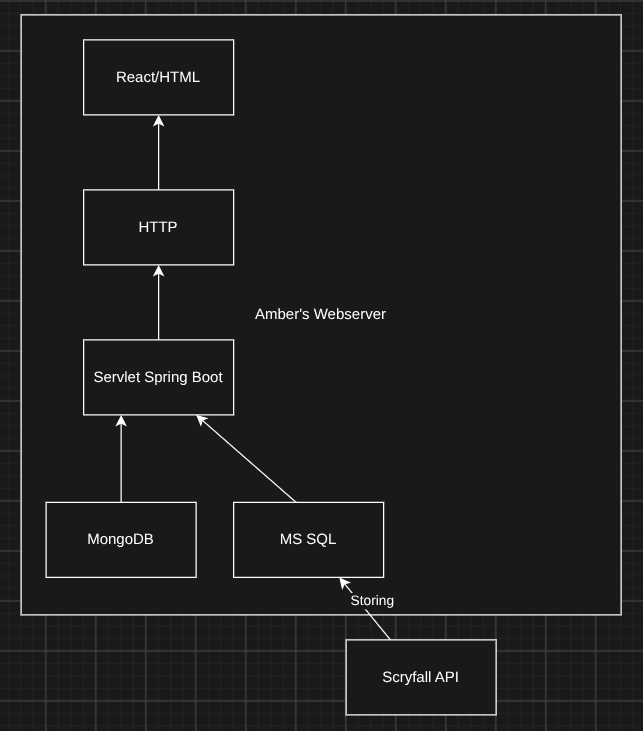 React/HTML
HTTP
Amber's Webserver
Servlet Spring Boot
MongoDB
MS SQL
Storing
Scryfall API